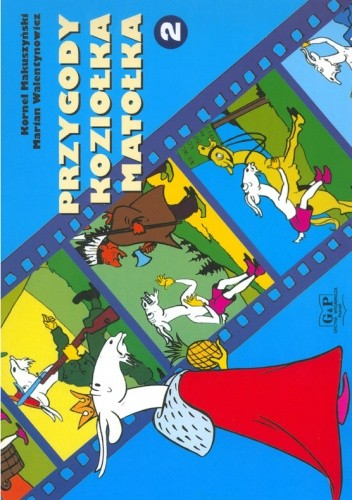 Kornel Makuszyński
Marian Walentynowicz
PRZYGODY
KOZIOŁKA
MATOŁKA
2
G&P